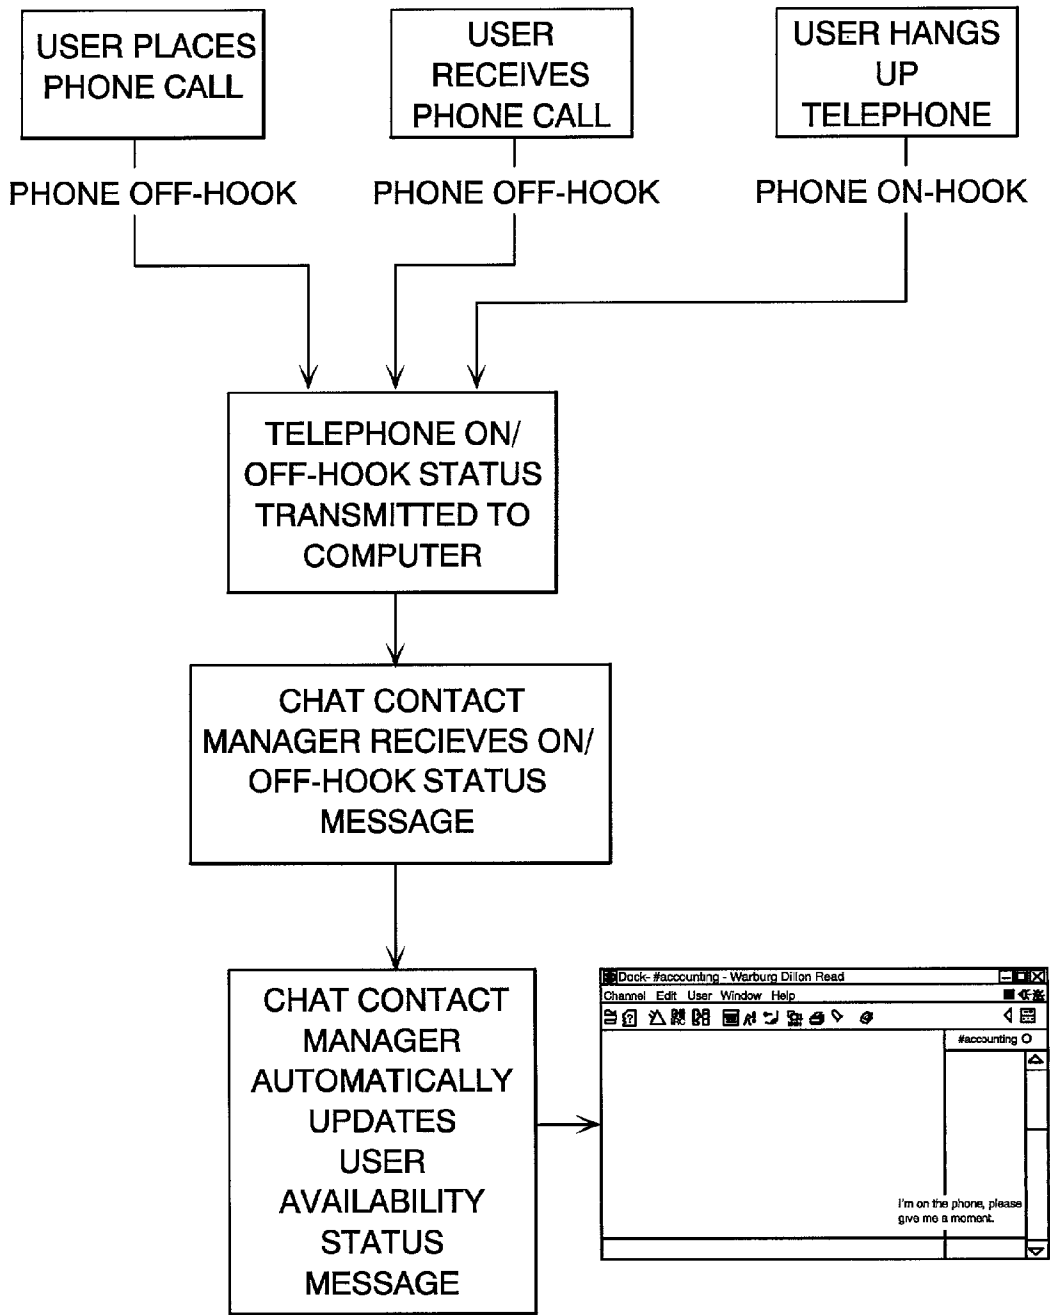 USER PLACES
PHONE CALL
USER
RECEIVES
PHONE CALL
USER HANGS
UP
TELEPHONE
PHONE OFF-HOOK
PHONE OFF-HOOK
PHONE ON-HOOK
TELEPHONE ON/
OFF-HOOK STATUS
TRANSMITTED TO
COMPUTER
CHAT CONTACT
MANAGER RECIEVES ON/
OFF-HOOK STATUS
MESSAGE
CHAT CONTACT
MANAGER
AUTOMATICALLY
UPDATES
USER
AVAILABILITY
STATUS
MESSAGE
Dock- #accounting - Warburg Dillon Read
Channel Edit User Window Help
#accounting
I'm on the phone, please
give me a moment.